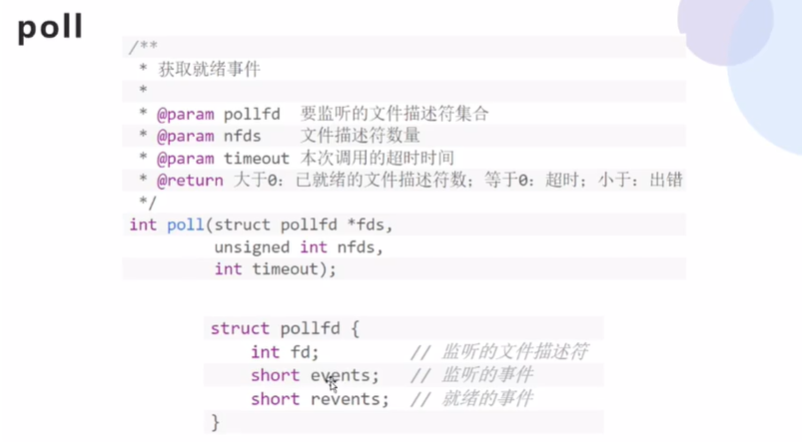 poll
/**
 * 获取就绪事件
 *
 * @param pollfd 要监听的文件描述符集合
 * @param nfds 文件描述符数量
 * @param timeout 本次调用的超时时间
 * @return 大于0：已就绪的文件描述符数；等于0：超时；小于：出错
 */
int poll(struct pollfd *fds,
         unsigned int nfds,
         int timeout);
struct pollfd {
    int fd; // 监听的文件描述符
    short events; // 监听的事件
    short revents; // 就绪的事件
}